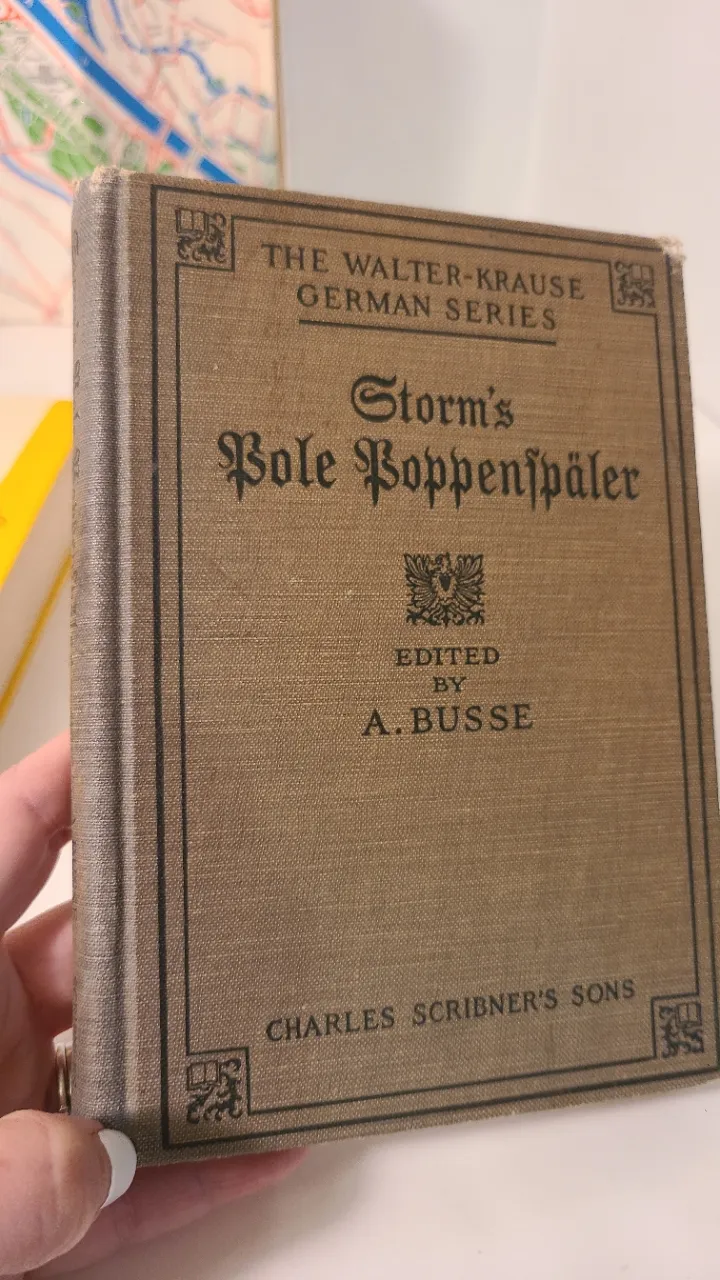 THE WALTER-KRAUSE
GERMAN SERIES
Storm's
Pole Poppenſpäler
EDITED
BY
A. BUSSE
CHARLES SCRIBNER'S SONS